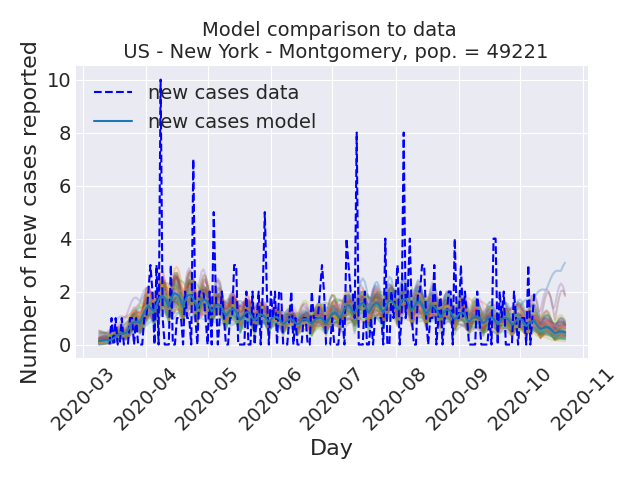 Model comparison to data
US - New York - Montgomery, pop. = 49221
Number of new cases reported
10
8
6
4
2
0
new cases data
new cases model
2020-03
2020-04
2020-05
2020-06
2020-07
2020-08
2020-09
2020-10
2020-11
Day